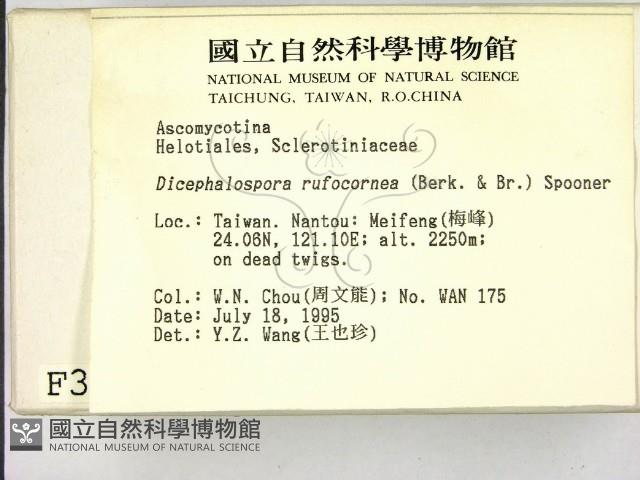 國立自然科學博物館
NATIONAL MUSEUM OF NATURAL SCIENCE
TAICHUNG, TAIWAN, R.O.CHINA
Ascomycotina
Helotiales, Sclerotiniaceae
Dicephalospora rufocornea (Berk. & Br.) Spooner
Loc.: Taiwan. Nantou: Meifeng(梅峰)
24.06N, 121.10E; alt. 2250m;
on dead twigs.
Col.: W.N. Chou(周文能); No. WAN 175
Date: July 18, 1995
Det.: Y.Z. Wang(王也珍)
F3
國立自然科學博物館
NATIONAL MUSEUM OF NATURAL SCIENCE